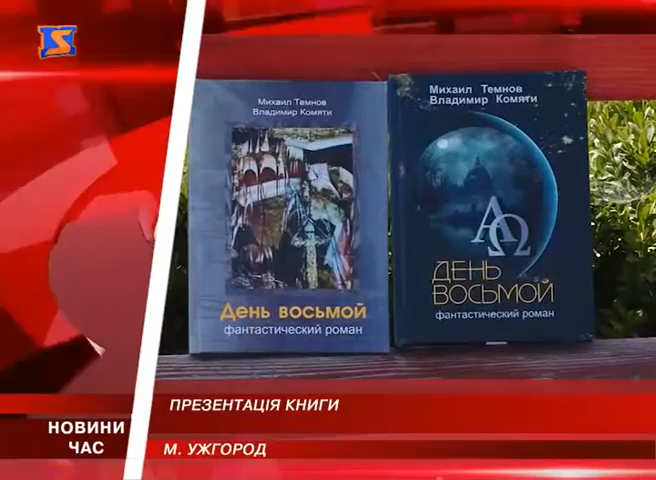 Михаил Темнов
Владимир Комяти
День восьмой
фантастический роман
Михаил Темнов
Владимир Комяти
ΑΩ
ДЕНЬ
ВОСЬМОЙ
фантастический роман
ПРЕЗЕНТАЦІЯ КНИГИ
НОВИНИ
ЧАС
М. УЖГОРОД